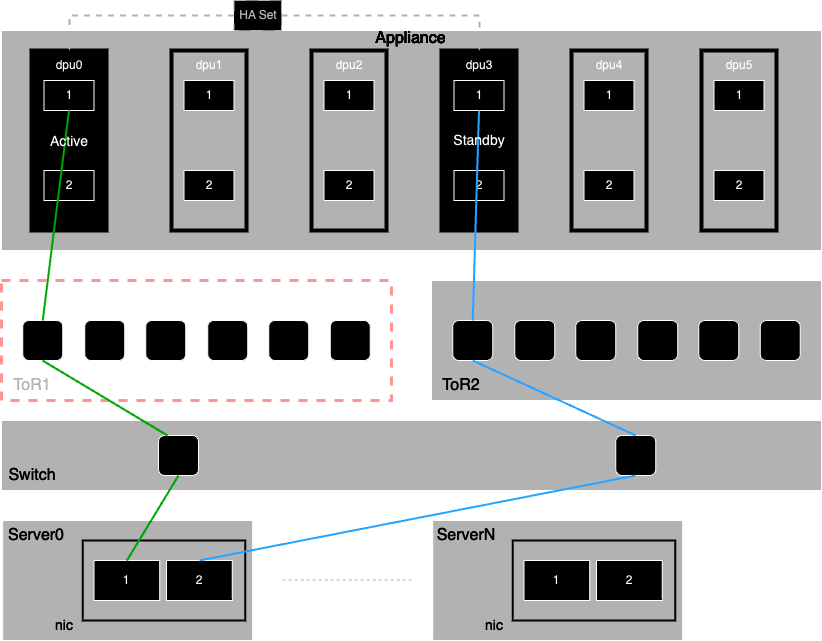 HA Set
Appliance
dpu0 dpu1 dpu2 dpu3 dpu4 dpu5
1 1 1 1 1 1
Active Standby
2 2 2 2 2 2
ToR1 ToR2
Switch
Server0 ServerN
1 2 1 2
nic nic